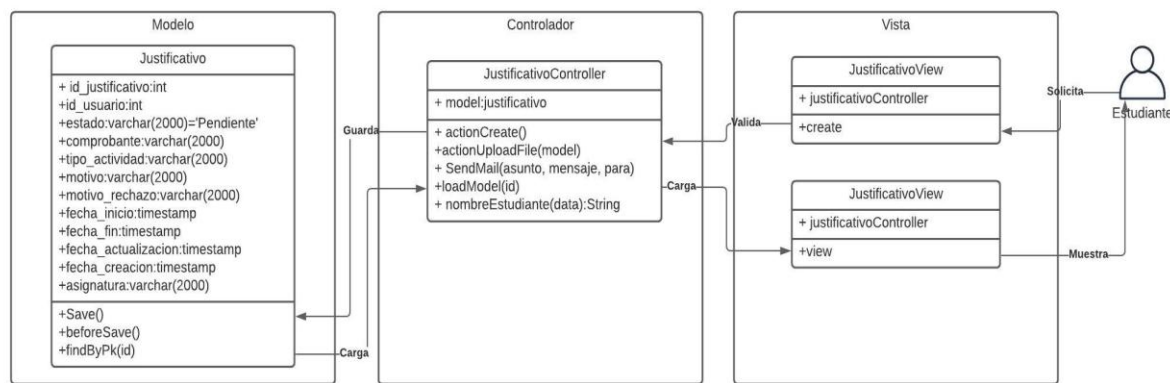 Modelo
Justificativo
+ id_justificativo:int
+id_usuario:int
+estado:varchar(2000)='Pendiente'
+comprobante:varchar(2000)
+tipo_actividad:varchar(2000)
+motivo:varchar(2000)
+motivo_rechazo:varchar(2000)
+fecha_inicio:timestamp
+fecha_fin:timestamp
+fecha_actualizacion:timestamp
+fecha_creacion:timestamp
+asignatura:varchar(2000)
+Save()
+beforeSave()
+findByPk(id)
Guarda
Carga
Controlador
JustificativoController
+ model:justificativo
+ actionCreate()
+actionUploadFile(model)
+ SendMail(asunto, mensaje, para)
+loadModel(id)
+ nombreEstudiante(data):String
Valida
Carga
Vista
JustificativoView
+ justificativoController
+create
JustificativoView
+ justificativoController
+view
Solicita
Estudiante
Muestra